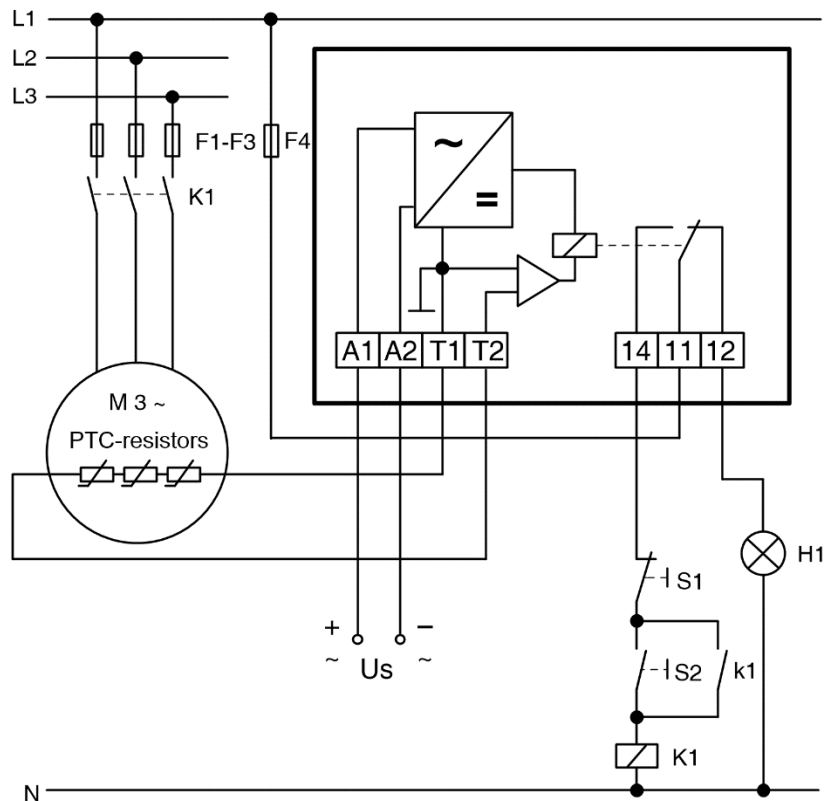 L1
L2
L3
F1-F3
F4
K1
~
=
A1 A2 T1 T2
14 11 12
M 3 ~
PTC-resistors
H1
S1
+ −
~ Us ~
S2 k1
K1
N